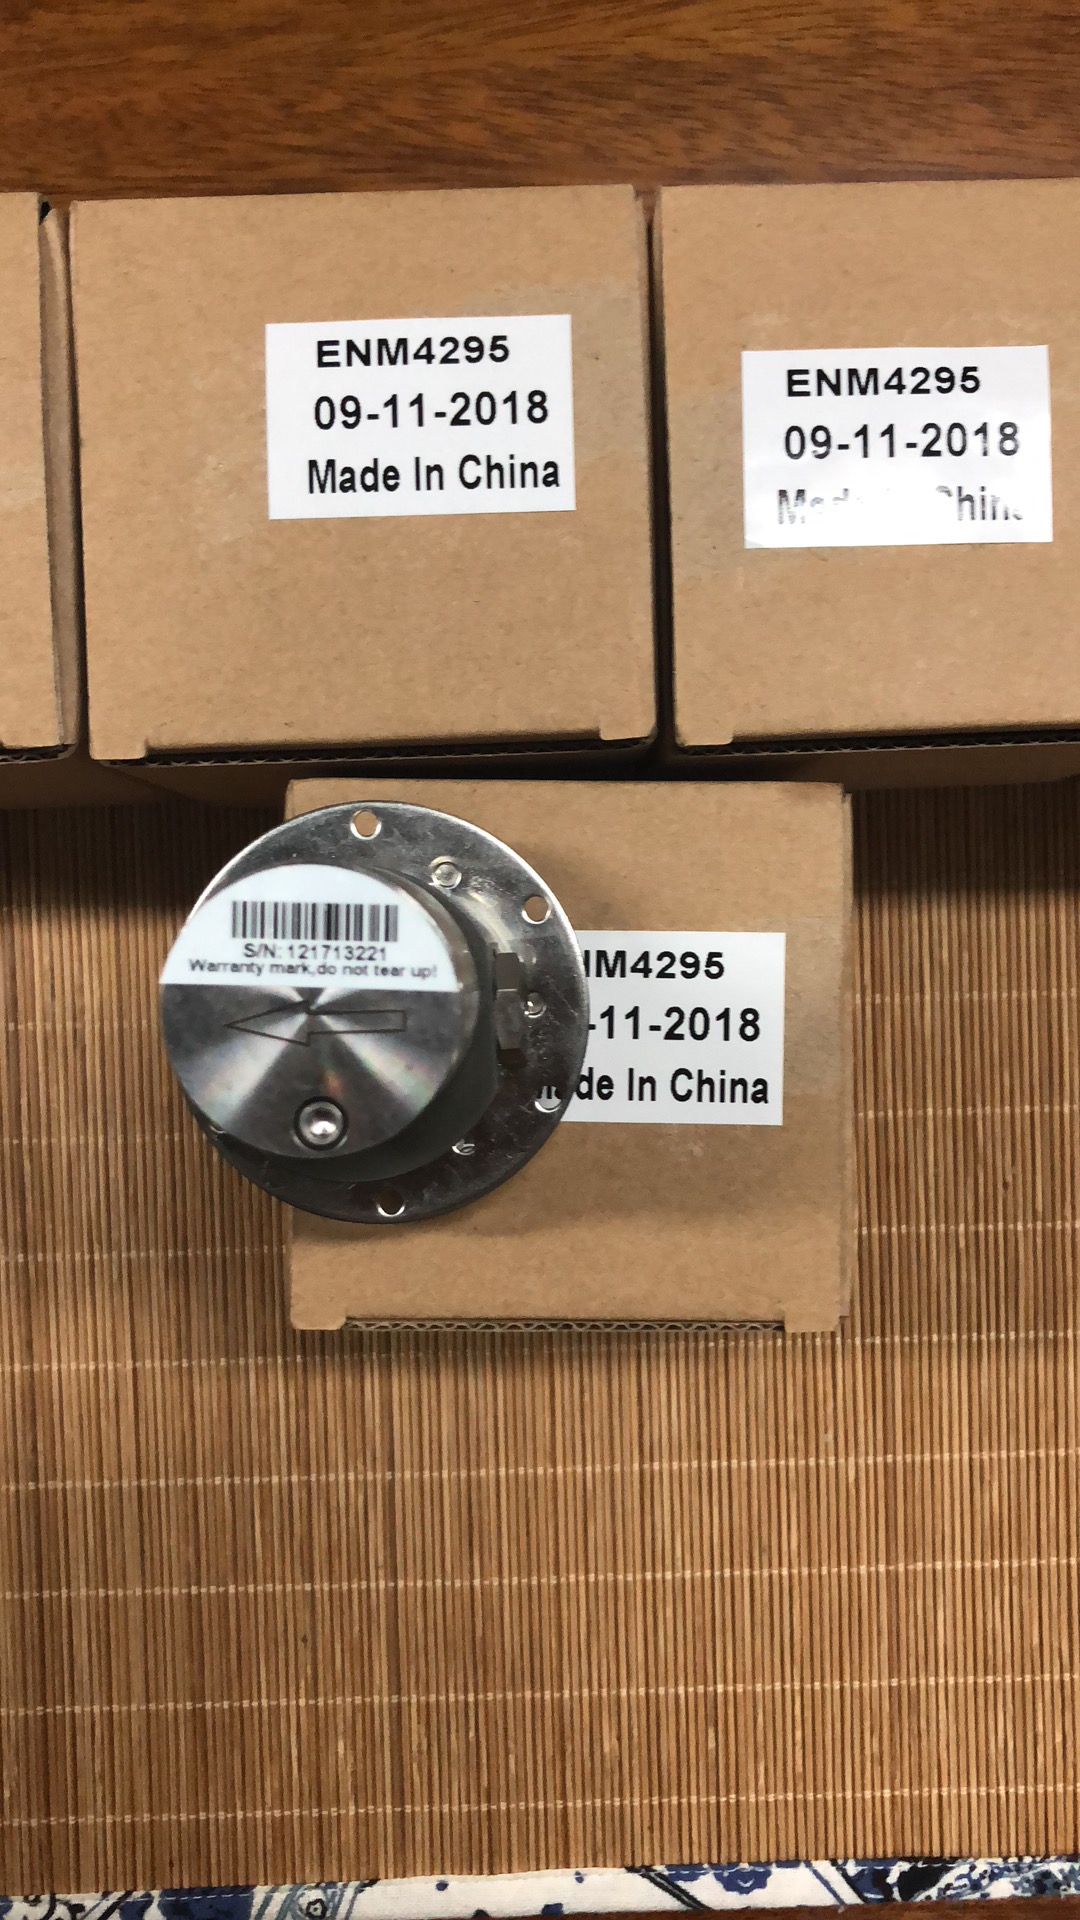 ENM4295
09-11-2018
Made In China
ENM4295
09-11-2018
S/N: 121713221
Warranty mark,do not tear up!
M4295
-11-2018
In China